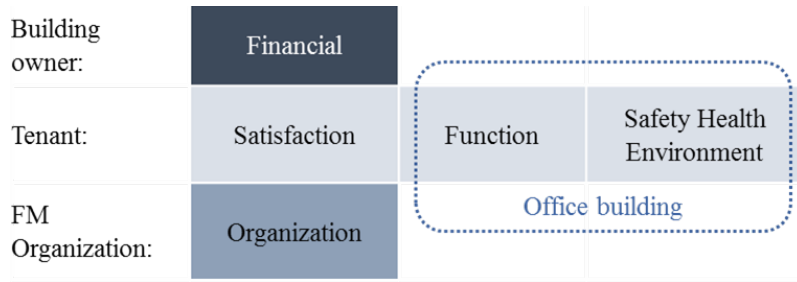 Building
owner:
Financial
Tenant:
Satisfaction
Function
Safety Health
Environment
FM
Organization:
Organization
Office building